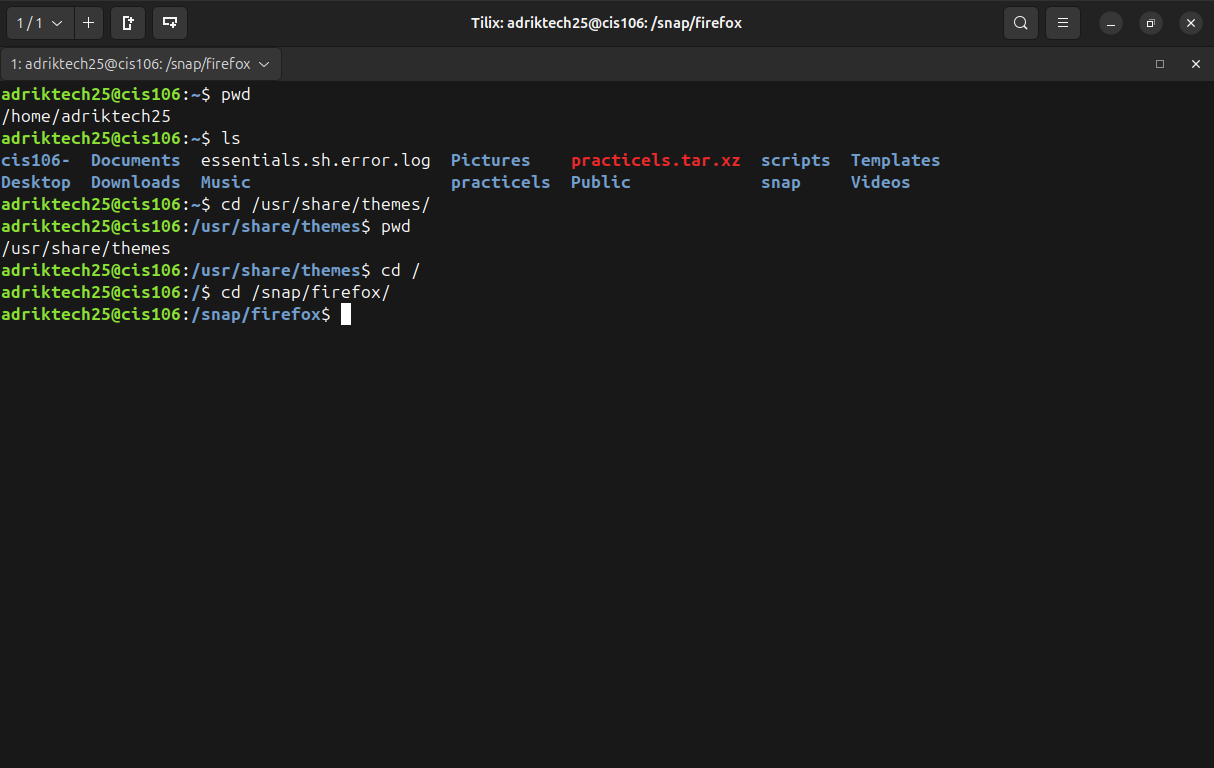 1 / 1
Tilix: adriktech25@cis106: /snap/firefox
1: adriktech25@cis106: /snap/firefox
adriktech25@cis106:~$ pwd
/home/adriktech25
adriktech25@cis106:~$ ls
cis106-  Documents  essentials.sh.error.log  Pictures   practicels.tar.xz  scripts  Templates
Desktop  Downloads  Music                    practicels  Public             snap     Videos
adriktech25@cis106:~$ cd /usr/share/themes/
adriktech25@cis106:/usr/share/themes$ pwd
/usr/share/themes
adriktech25@cis106:/usr/share/themes$ cd /
adriktech25@cis106:/$ cd /snap/firefox/
adriktech25@cis106:/snap/firefox$